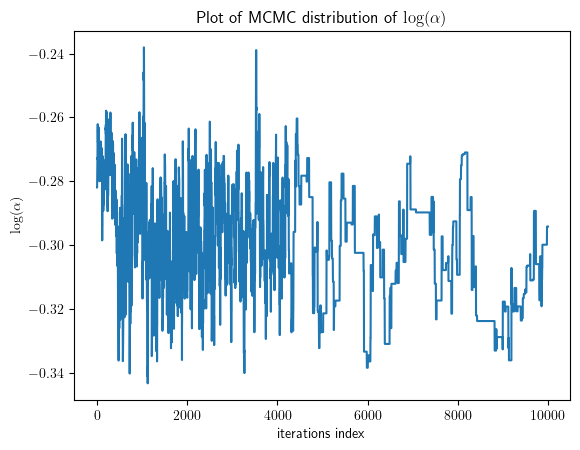 Plot of MCMC distribution of log(α)
−0.24
−0.26
−0.28
−0.30
−0.32
−0.34
log(α)
0 2000 4000 6000 8000 10000
iterations index